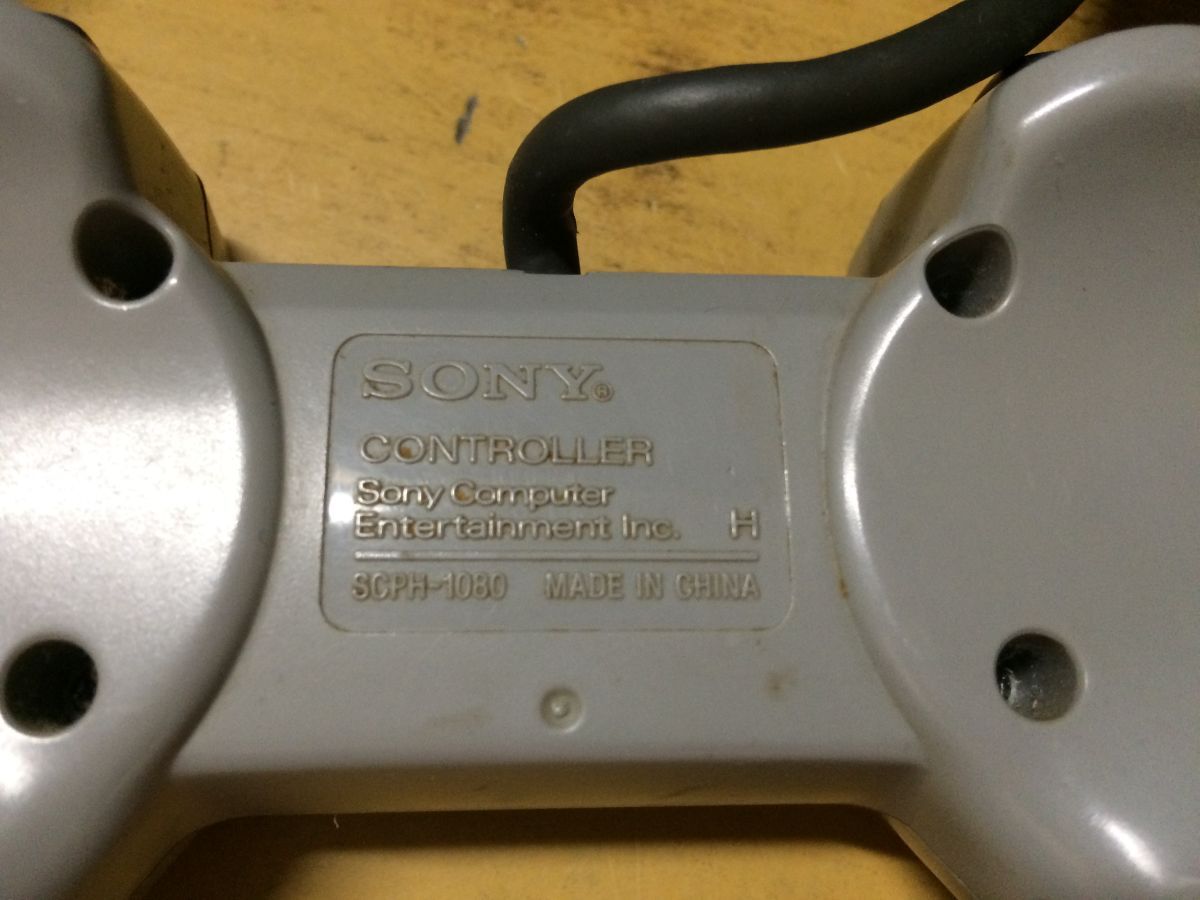 SONY®
CONTROLLER
Sony Computer
Entertainment Inc. H
SCPH-1080 MADE IN CHINA